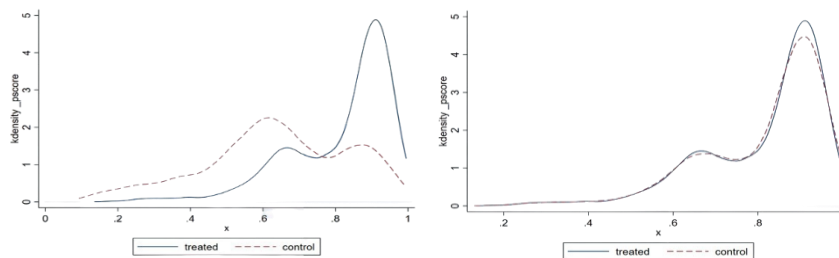 kdensity _pscore
5
4
3
2
1
0
0 .2 .4 .6 .8 1
x
treated control
kdensity _pscore
5
4
3
2
1
0
.2 .4 .6 .8
x
treated control